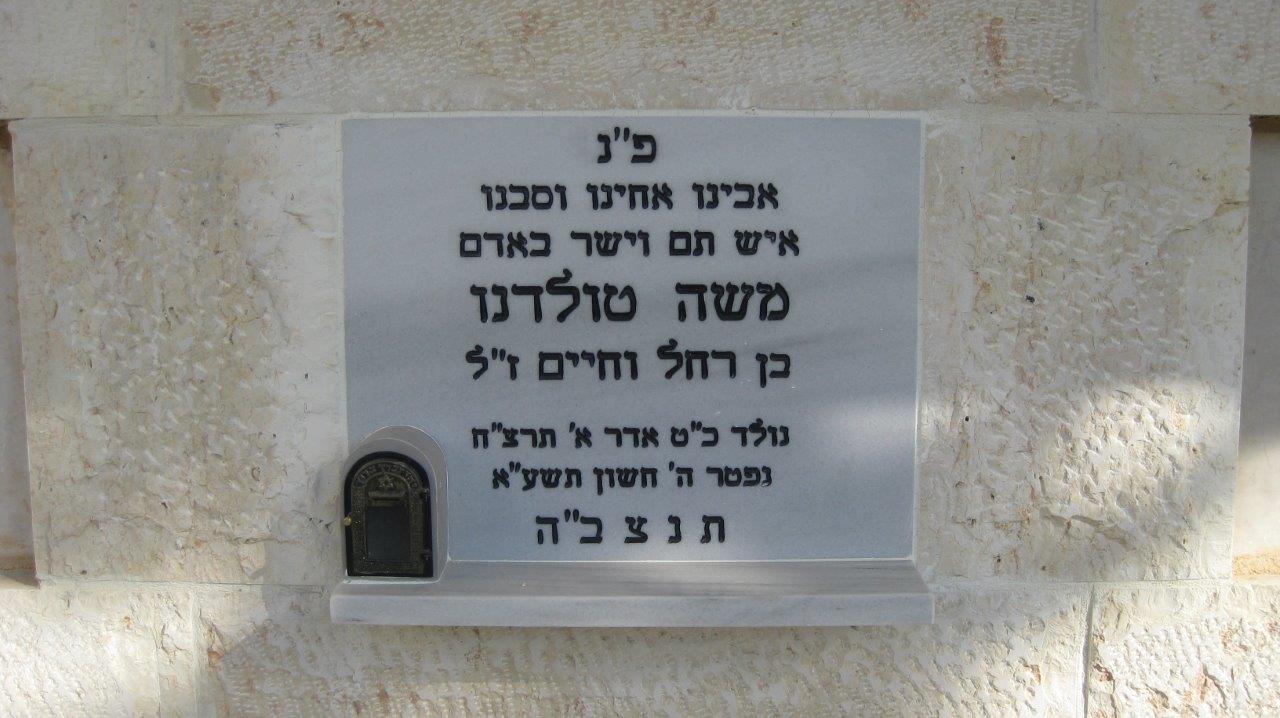 פ"נ
אבינו אחינו וסבנו
איש תם וישר באדם
משה טולדנו
בן רחל וחיים ז"ל
נולד כ"ט אדר א' תרצ"ח
נפטר ה' חשון תשע"א
ת נ צ ב"ה